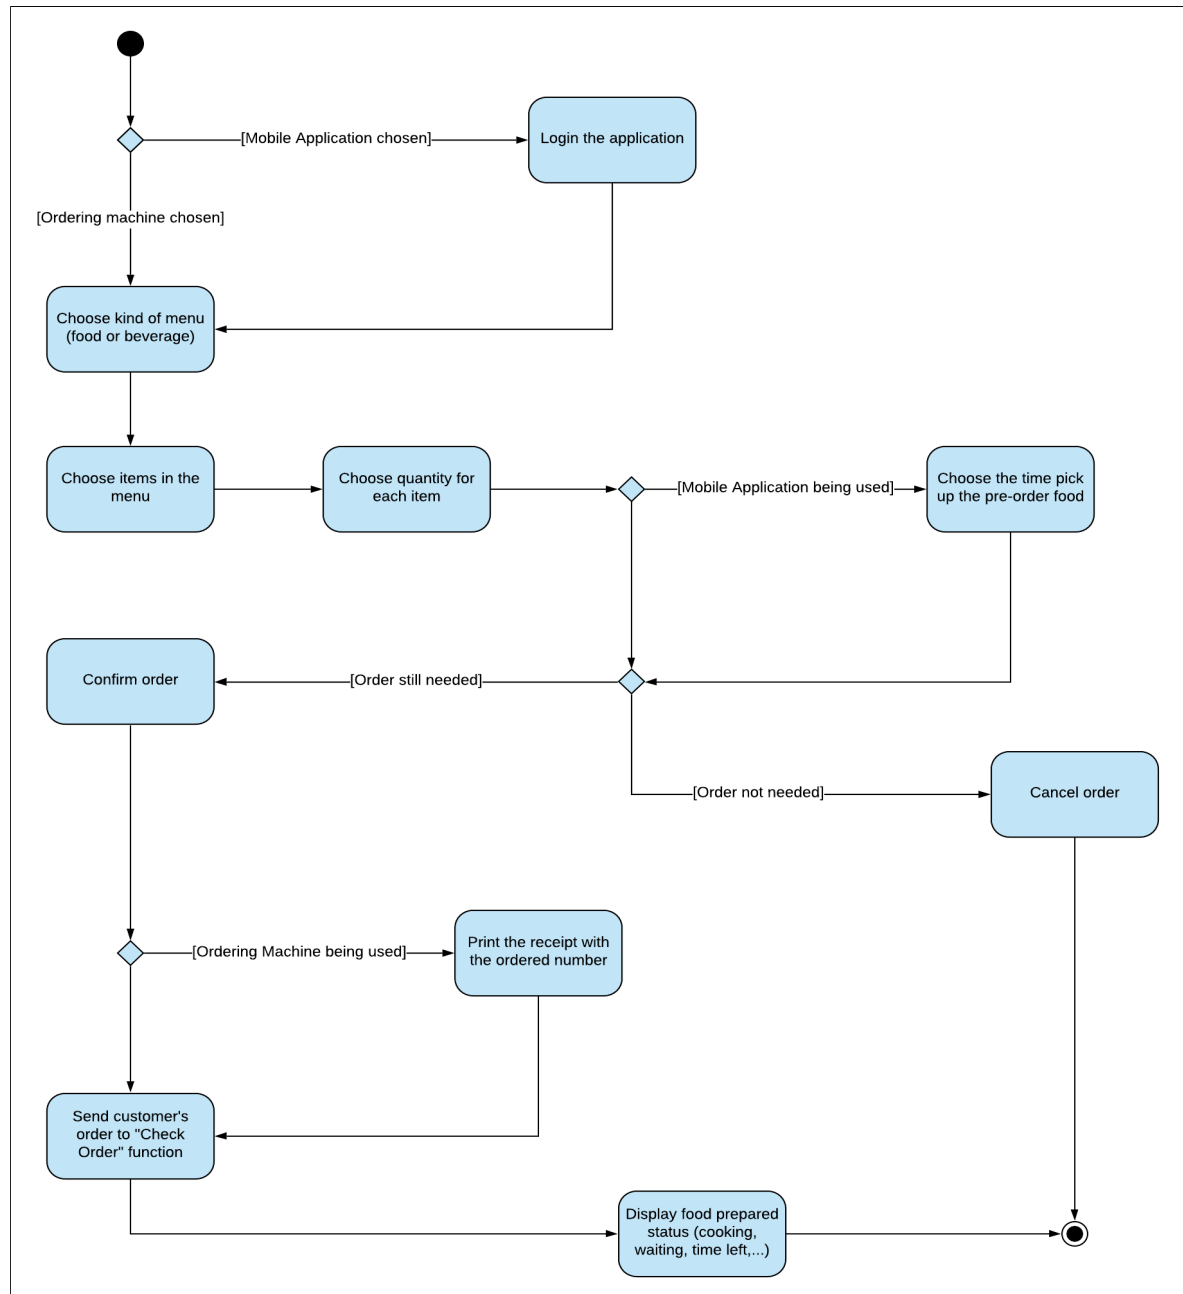 [Mobile Application chosen]
Login the application
[Ordering machine chosen]
Choose kind of menu
(food or beverage)
Choose items in the
menu
Choose quantity for
each item
[Mobile Application being used]
Choose the time pick
up the pre-order food
Confirm order
[Order still needed]
[Order not needed]
Cancel order
[Ordering Machine being used]
Print the receipt with
the ordered number
Send customer's
order to "Check
Order" function
Display food prepared
status (cooking,
waiting, time left,...)